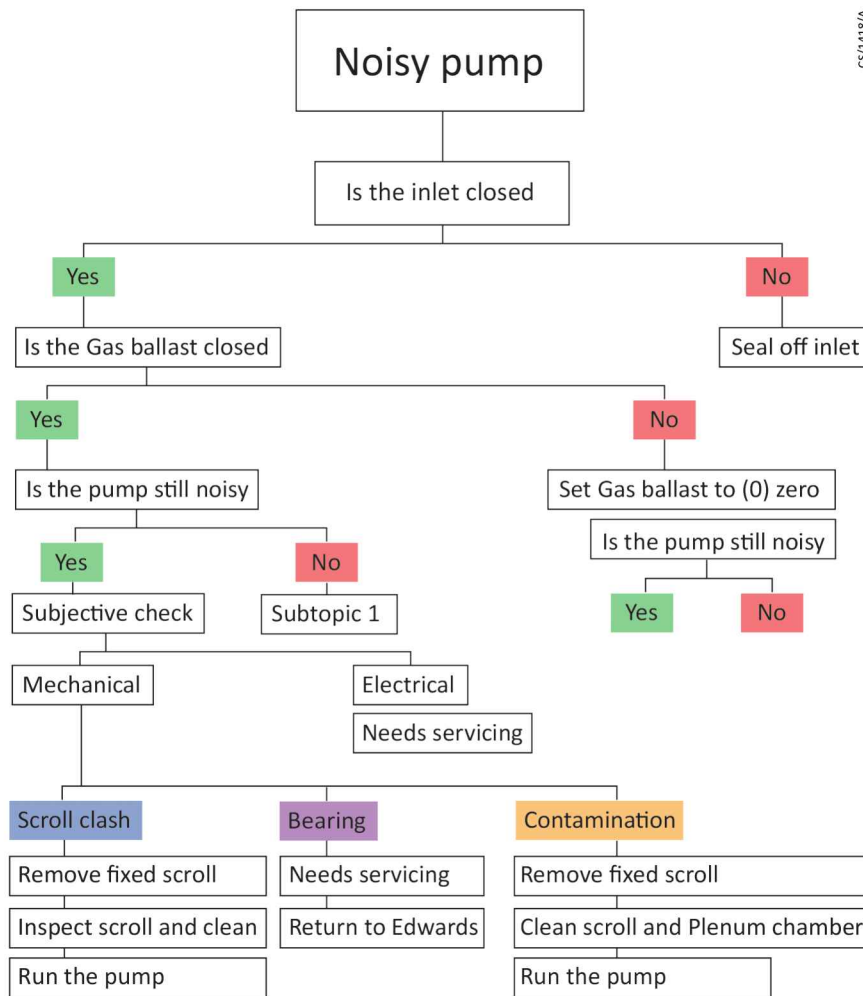 Noisy pump
GS/1418/A
Is the inlet closed
Yes
No
Is the Gas ballast closed
Seal off inlet
Yes
No
Is the pump still noisy
Set Gas ballast to (0) zero
Is the pump still noisy
Yes
No
Yes
No
Subjective check
Subtopic 1
Mechanical
Electrical
Needs servicing
Scroll clash
Bearing
Contamination
Remove fixed scroll
Needs servicing
Remove fixed scroll
Inspect scroll and clean
Return to Edwards
Clean scroll and Plenum chamber
Run the pump
Run the pump